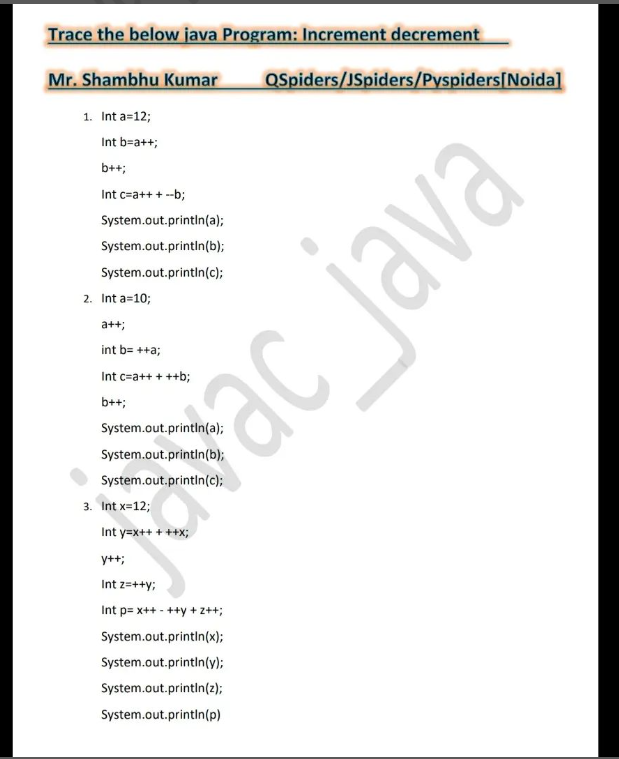 Trace the below java Program: Increment decrement
Mr. Shambhu Kumar QSpiders/JSpiders/Pyspiders[Noida]
1. Int a=12;
Int b=a++;
b++;
Int c=a++ + --b;
System.out.println(a);
System.out.println(b);
System.out.println(c);
2. Int a=10;
a++;
int b= ++a;
Int c=a++ + ++b;
b++;
System.out.println(a);
System.out.println(b);
System.out.println(c);
3. Int x=12;
Int y=x++ + ++x;
y++;
Int z=++y;
Int p= x++ - ++y + z++;
System.out.println(x);
System.out.println(y);
System.out.println(z);
System.out.println(p)
javac_java